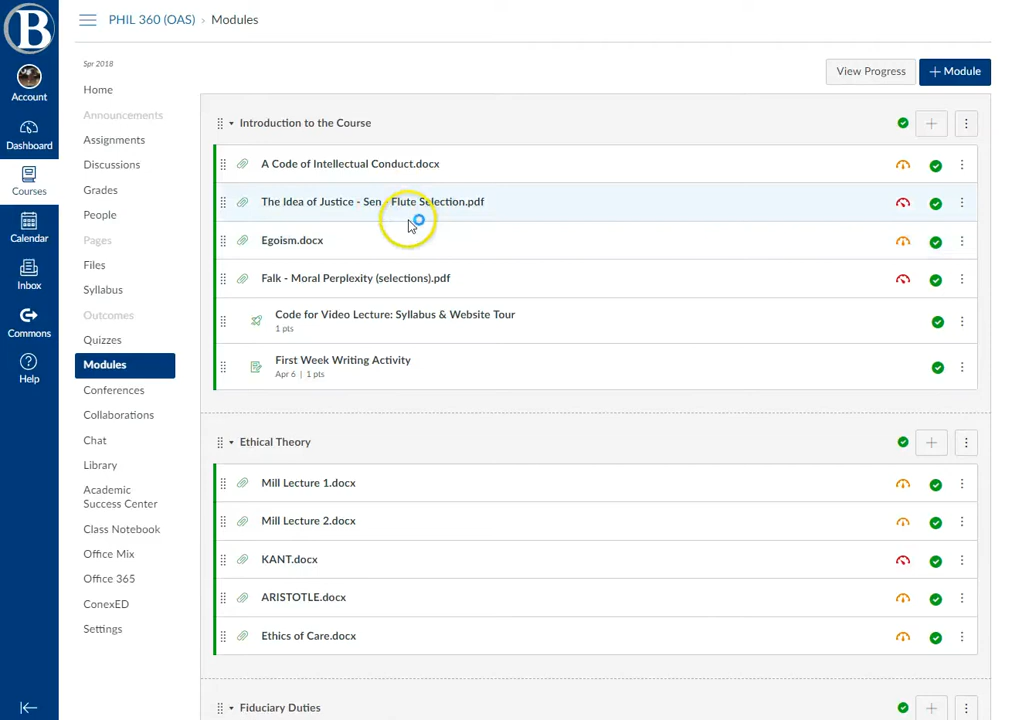 B
PHIL 360 (OAS) › Modules
Account
Dashboard
Courses
Calendar
Inbox
Commons
Help
Spr 2018
Home
Announcements
Assignments
Discussions
Grades
People
Pages
Files
Syllabus
Outcomes
Quizzes
Modules
Conferences
Collaborations
Chat
Library
Academic
Success Center
Class Notebook
Office Mix
Office 365
ConexED
Settings
View Progress
+ Module
Introduction to the Course
A Code of Intellectual Conduct.docx
The Idea of Justice - Sen - Flute Selection.pdf
Egoism.docx
Falk - Moral Perplexity (selections).pdf
Code for Video Lecture: Syllabus & Website Tour
1 pts
First Week Writing Activity
Apr 6 | 1 pts
Ethical Theory
Mill Lecture 1.docx
Mill Lecture 2.docx
KANT.docx
ARISTOTLE.docx
Ethics of Care.docx
Fiduciary Duties